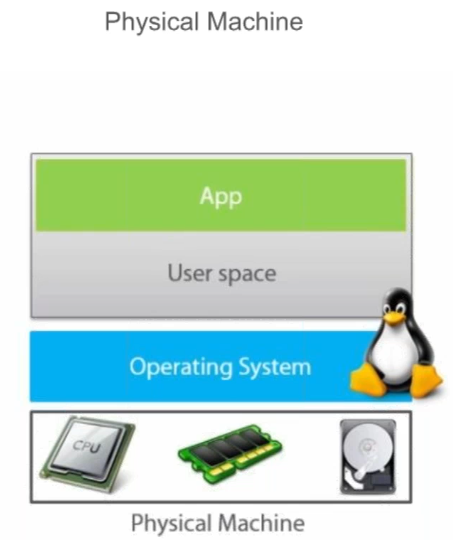 Physical Machine
App
User space
Operating System
CPU
Physical Machine